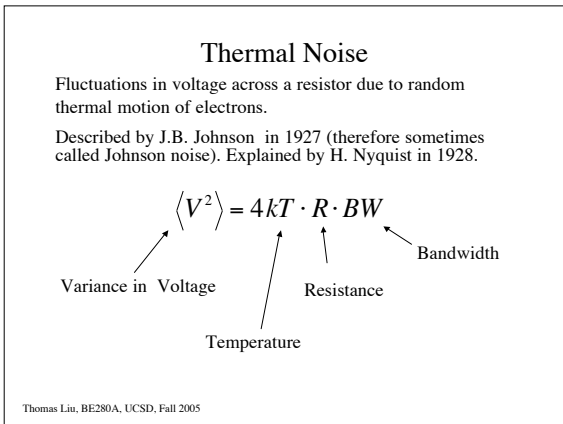 Thermal Noise
Fluctuations in voltage across a resistor due to random
thermal motion of electrons.
Described by J.B. Johnson in 1927 (therefore sometimes
called Johnson noise). Explained by H. Nyquist in 1928.
⟨V²⟩ = 4kT · R · BW
Bandwidth
Variance in Voltage
Resistance
Temperature
Thomas Liu, BE280A, UCSD, Fall 2005